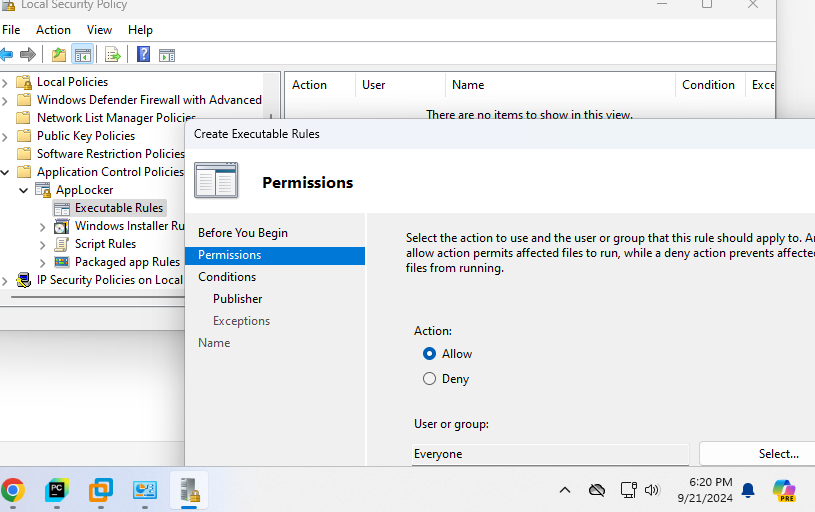 Local Security Policy
File Action View Help
Local Policies
Windows Defender Firewall with Advanced
Network List Manager Policies
Public Key Policies
Software Restriction Policies
Application Control Policies
AppLocker
Executable Rules
Windows Installer Ru
Script Rules
Packaged app Rules
IP Security Policies on Local
Action User Name Condition Exce
There are no items to show in this view.
Create Executable Rules
Permissions
Before You Begin
Permissions
Conditions
Publisher
Exceptions
Name
Select the action to use and the user or group that this rule should apply to. An
allow action permits affected files to run, while a deny action prevents affected
files from running.
Action:
Allow
Deny
User or group:
Everyone
Select...
PC
6:20 PM
9/21/2024
PRE